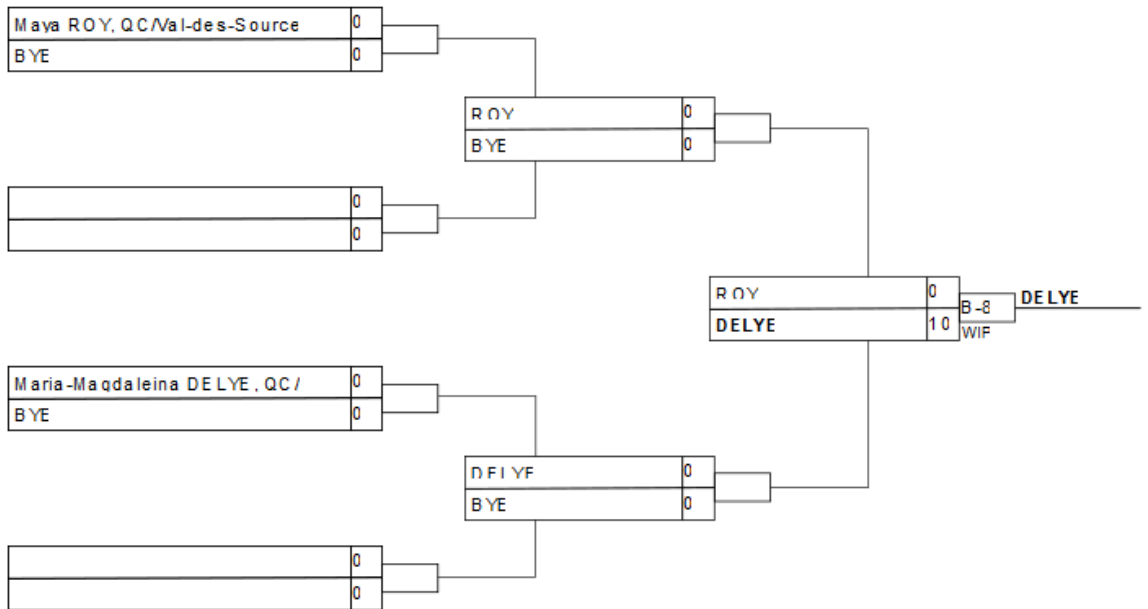 Maya ROY, QC/Val-des-Source 0
BYE 0
ROY 0
BYE 0
0
0
ROY 0
DELYE 10
B-8
WIF
DELYE
Maria-Magdaleina DELYE, QC/ 0
BYE 0
DELYE 0
BYE 0
0
0